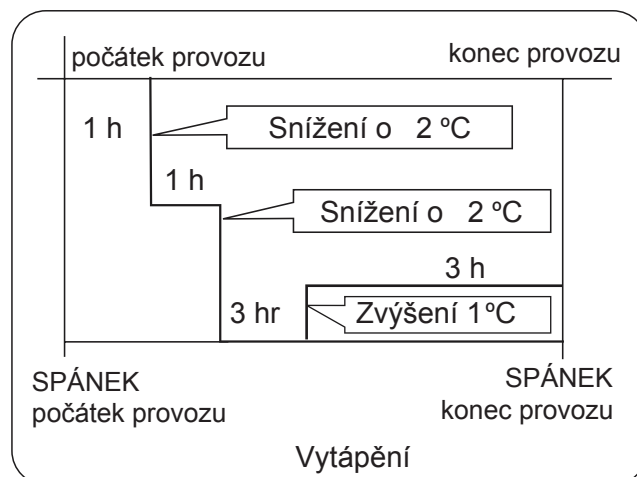 počátek provozu
konec provozu
1 h
Snížení o 2 ºC
1 h
Snížení o 2 ºC
3 h
3 hr
Zvýšení 1ºC
SPÁNEK
počátek provozu
SPÁNEK
konec provozu
Vytápění